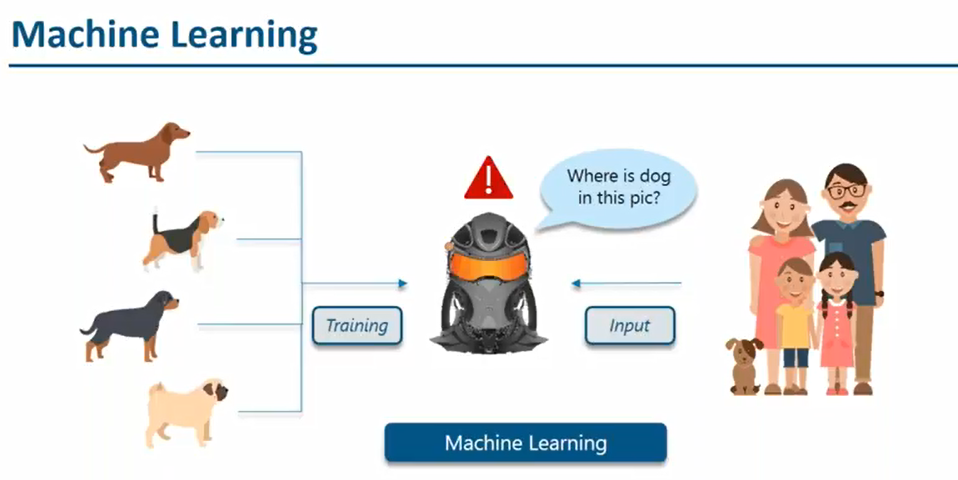 Machine Learning
Where is dog
in this pic?
Training
Input
Machine Learning